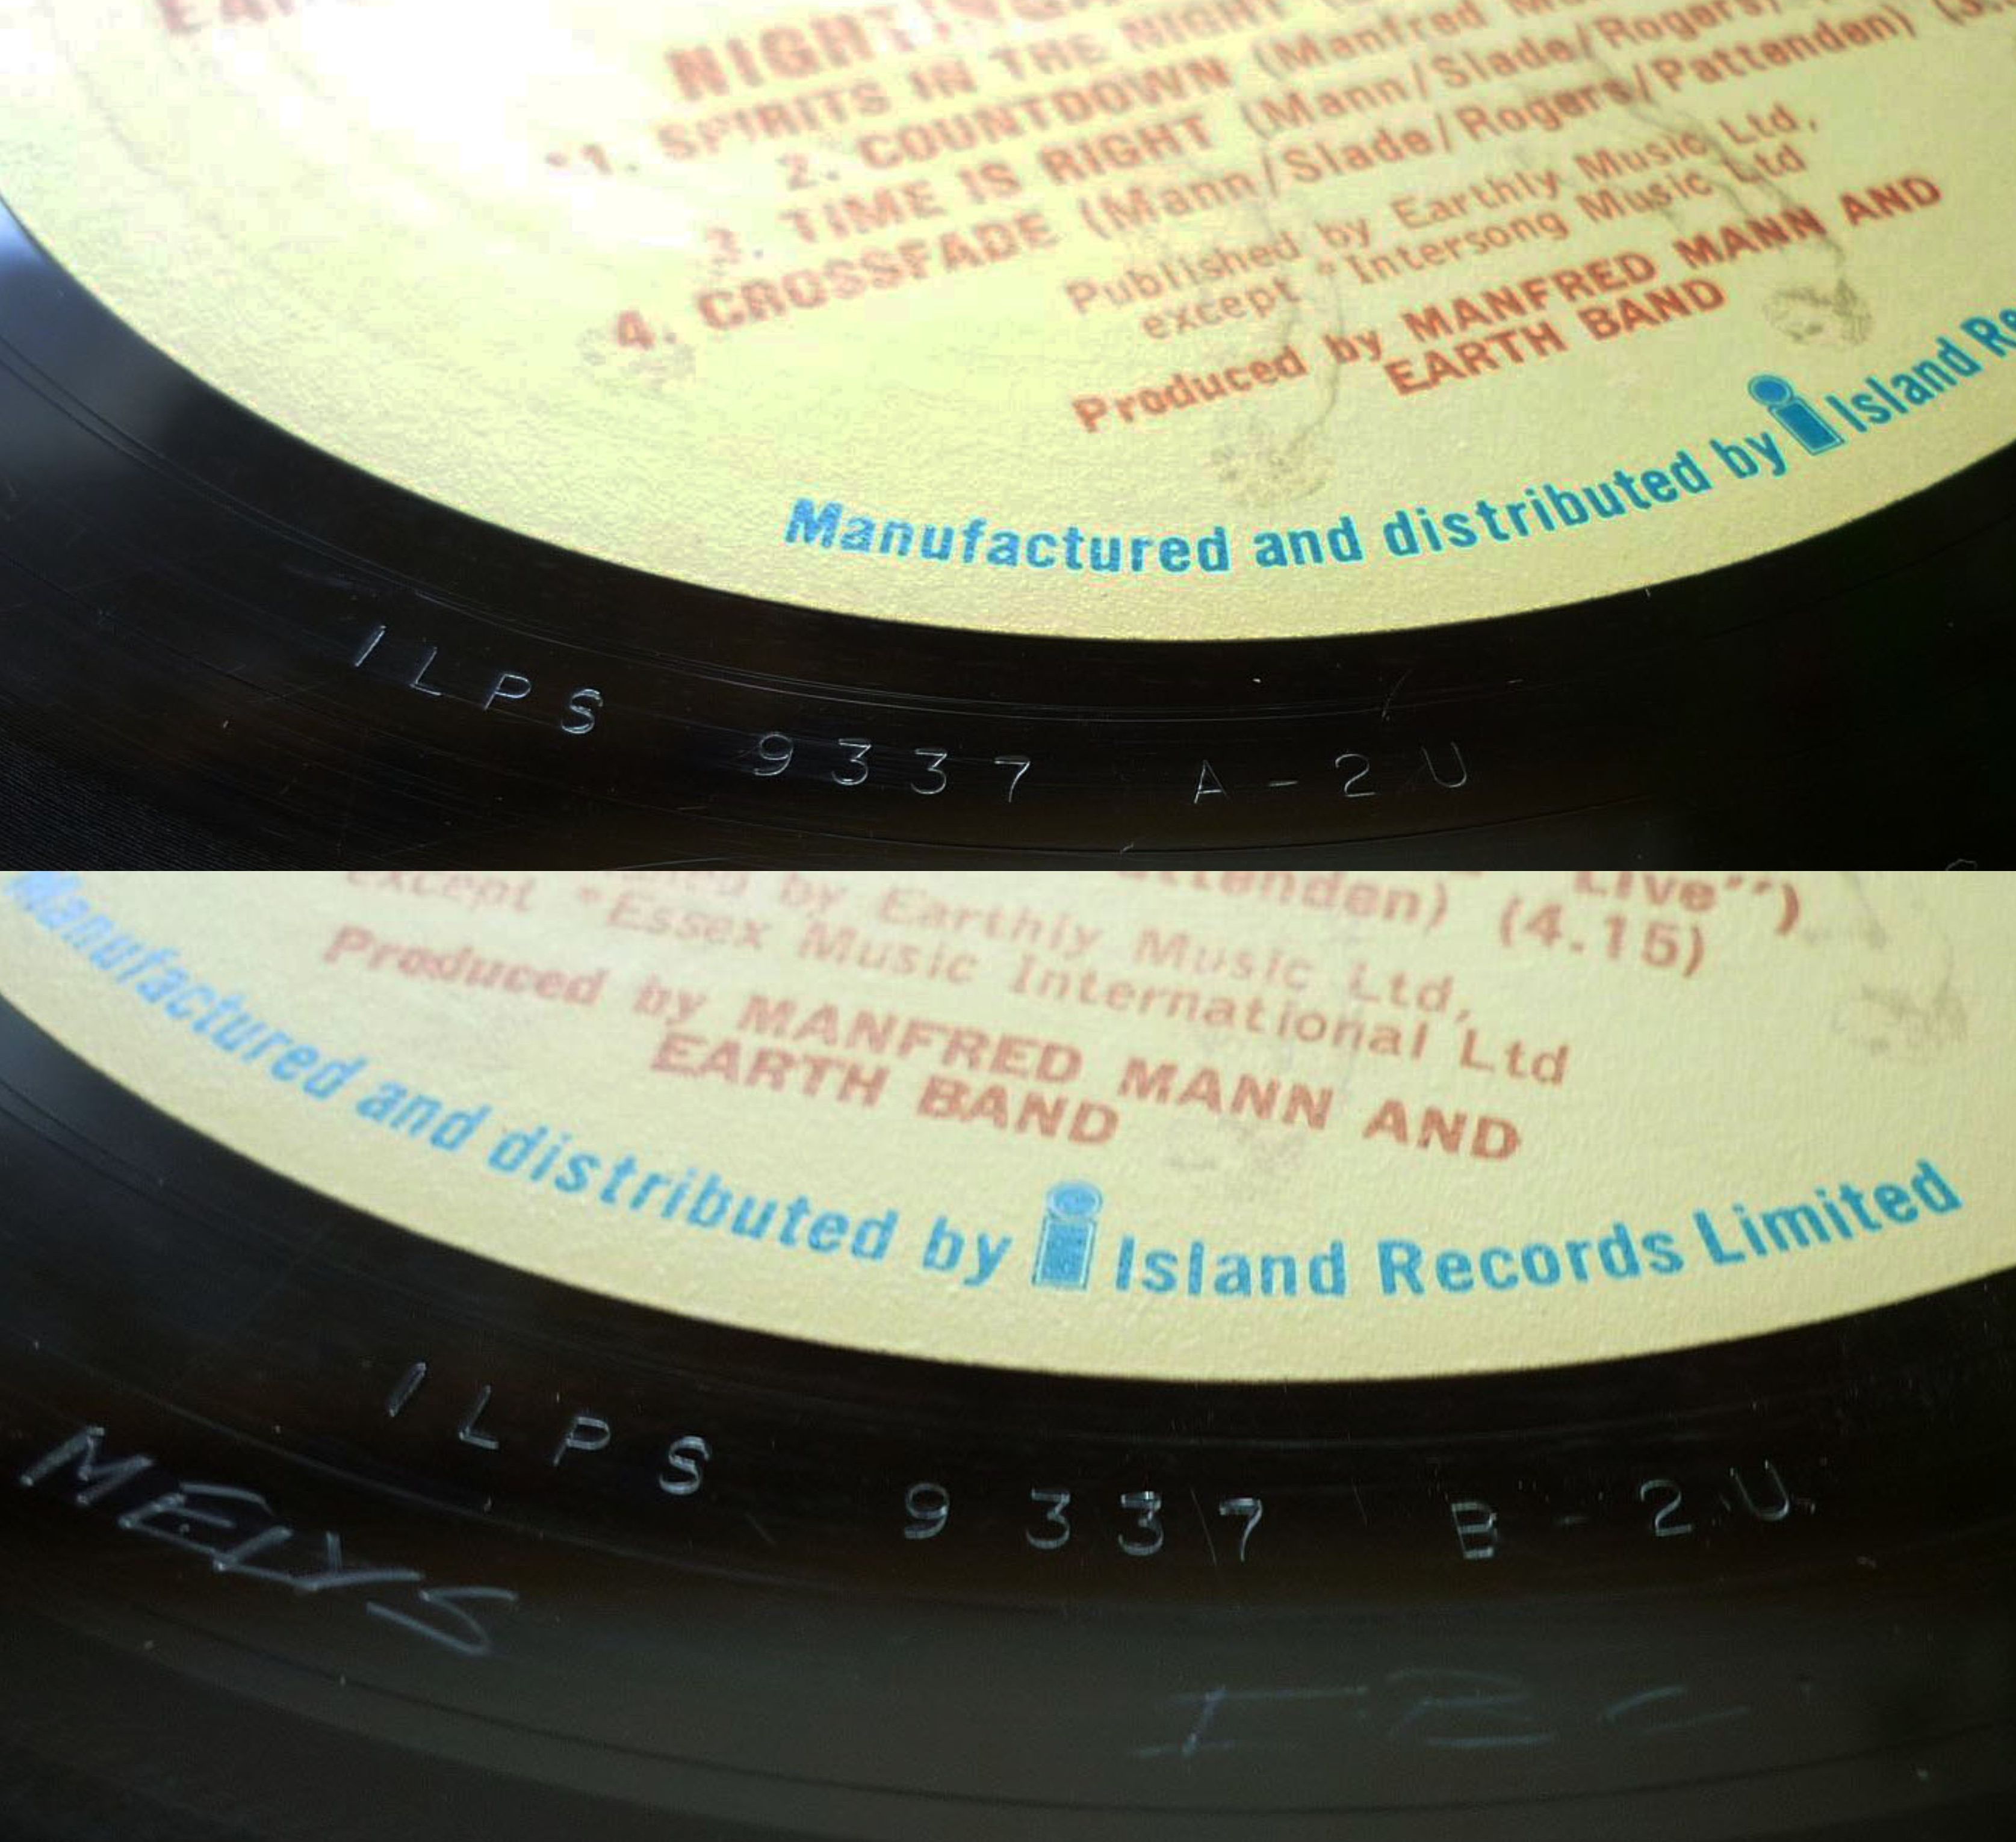 NIGHTINGA
*1. SPIRITS IN THE NIGHT
2. COUNTDOWN (Manfred M
3. TIME IS RIGHT (Mann/Slade/Rogers/
4. CROSSFADE (Mann/Slade/Rogers/Pattenden) (3.
Published by Earthly Music Ltd,
except *Intersong Music Ltd
Produced by MANFRED MANN AND
EARTH BAND
Manufactured and distributed by i Island Re
ILPS 9337 A-2U
Live")
ttenden) (4.15)
by Earthly Music Ltd,
except *Essex Music International Ltd
Produced by MANFRED MANN AND
EARTH BAND
Manufactured and distributed by i Island Records Limited
ILPS 9337 B-2U
MELYS
IBC